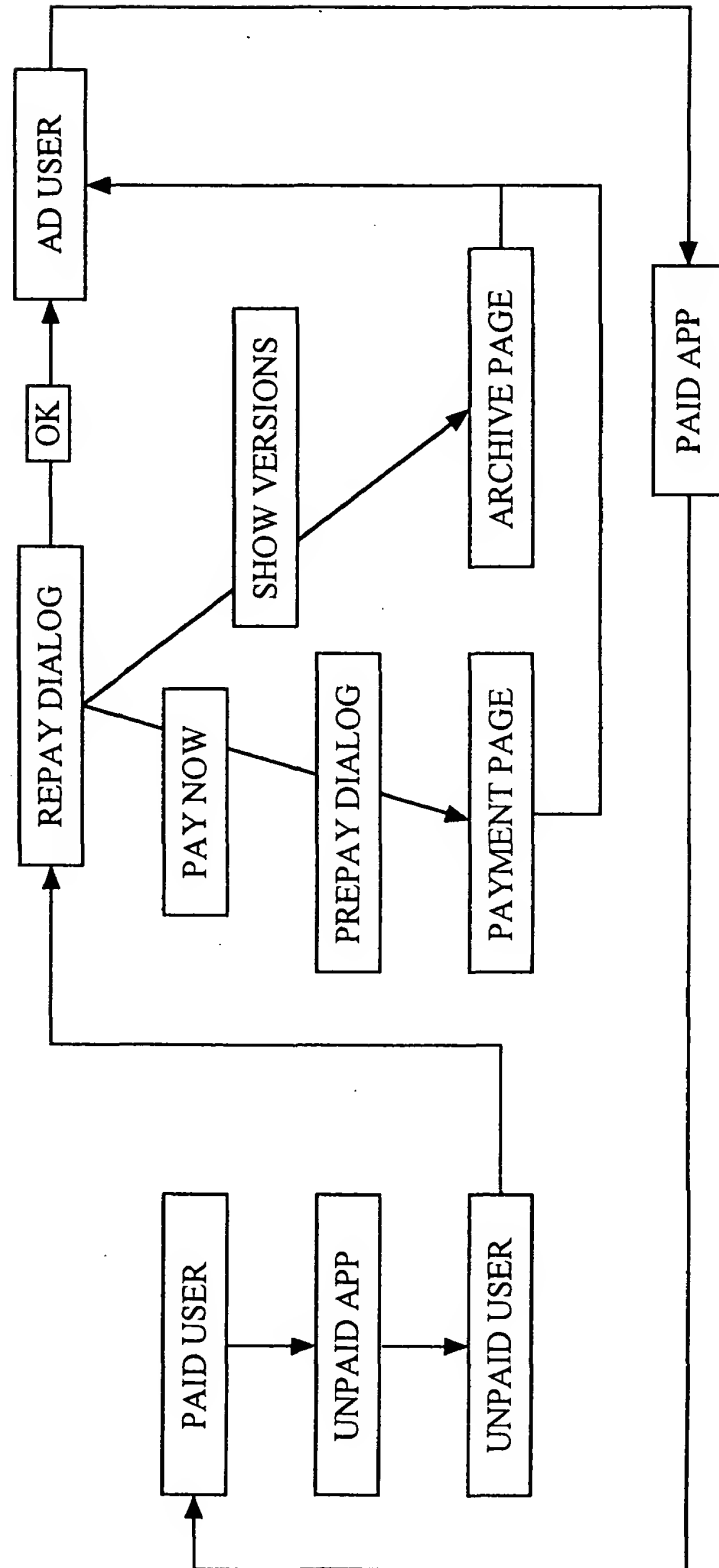 PAID USER
UNPAID APP
UNPAID USER
REPAY DIALOG
OK
AD USER
PAY NOW
SHOW VERSIONS
PREPAY DIALOG
PAYMENT PAGE
ARCHIVE PAGE
PAID APP